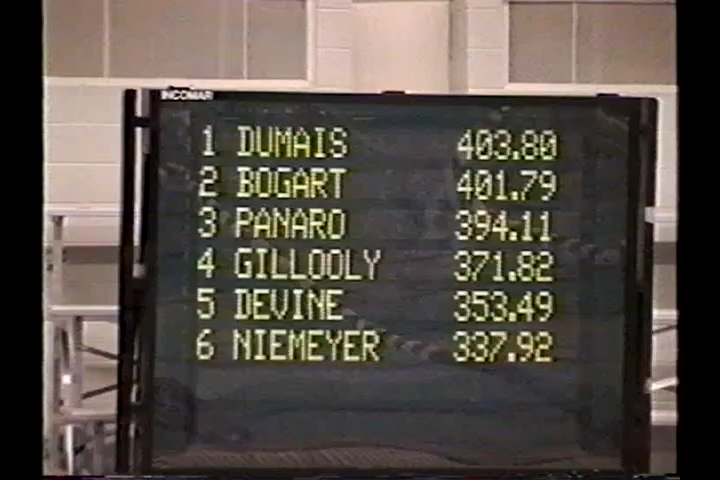 INCOMAR
1 DUMAIS 403.80
2 BOGART 401.79
3 PANARO 394.11
4 GILLOOLY 371.82
5 DEVINE 353.49
6 NIEMEYER 337.92